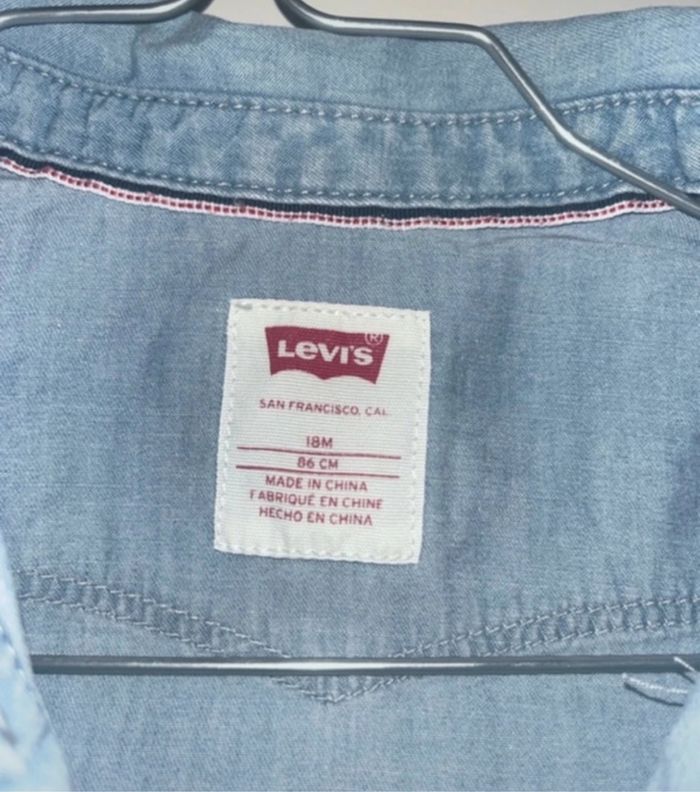 LEVI'S ®
SAN FRANCISCO, CAL
18M
86 CM
MADE IN CHINA
FABRIQUÉ EN CHINE
HECHO EN CHINA